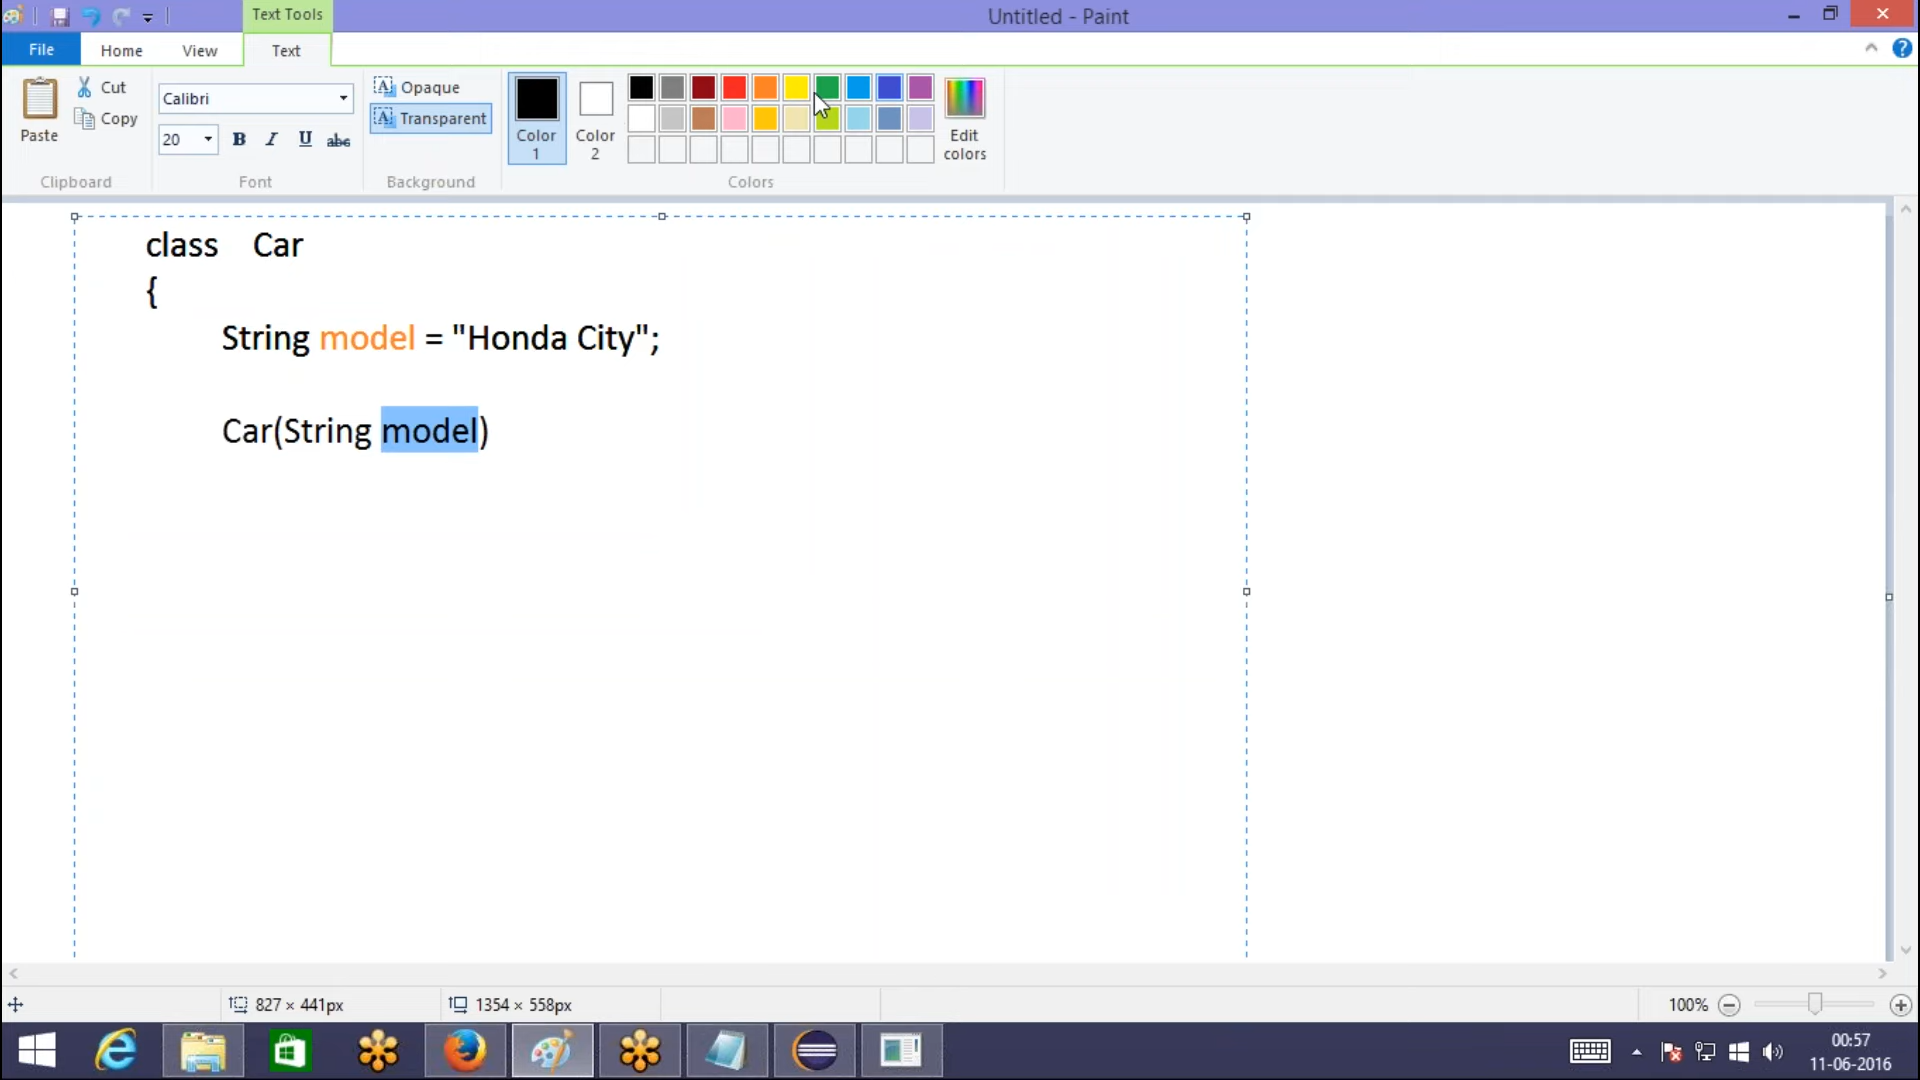 Untitled - Paint
Text Tools
File
Home
View
Text
Paste
Cut
Copy
Clipboard
Calibri
20
B
I
U
abc
Font
Opaque
Transparent
Background
Color
1
Color
2
Edit
colors
Colors
class    Car
{
String model = "Honda City";
Car(String model)
827 × 441px
1354 × 558px
100%
00:57
11-06-2016